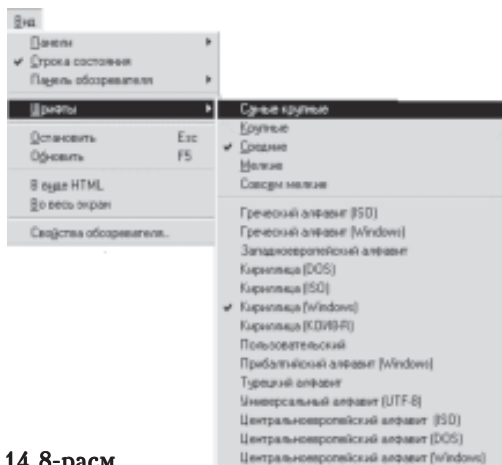 Вид
Панели
Строка состояния
Панель обозревателя
Шрифты
Остановить Esc
Обновить F5
В виде HTML
Во весь экран
Свойства обозревателя...
Самые крупные
Крупные
Средние
Мелкие
Совсем мелкие
Греческий алфавит (ISO)
Греческий алфавит (Windows)
Западноевропейский алфавит
Кириллица (DOS)
Кириллица (ISO)
Кириллица (Windows)
Кириллица (КОИ8-R)
Пользовательский
Прибалтийский алфавит (Windows)
Турецкий алфавит
Универсальный алфавит (UTF-8)
Центральноевропейский алфавит (ISO)
Центральноевропейский алфавит (DOS)
Центральноевропейский алфавит (Windows)
14.8-расм